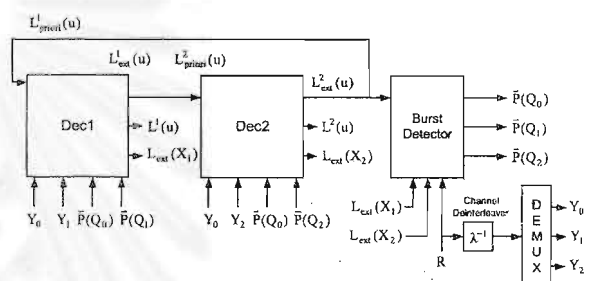 L¹priori(u)
L¹ext(u) L²priori(u)
L²ext(u)
Dec1
Dec2
Burst
Detector
L¹(u)
Lext(X₁)
L²(u)
Lext(X₂)
P̄(Q₀)
P̄(Q₁)
P̄(Q₂)
Y₀ Y₁ P̄(Q₀) P̄(Q₁)
Y₀ Y₂ P̄(Q₀) P̄(Q₂)
Lext(X₁)
Lext(X₂)
R
Channel
Deinterleaver
λ⁻¹
DEMUX
Y₀
Y₁
Y₂